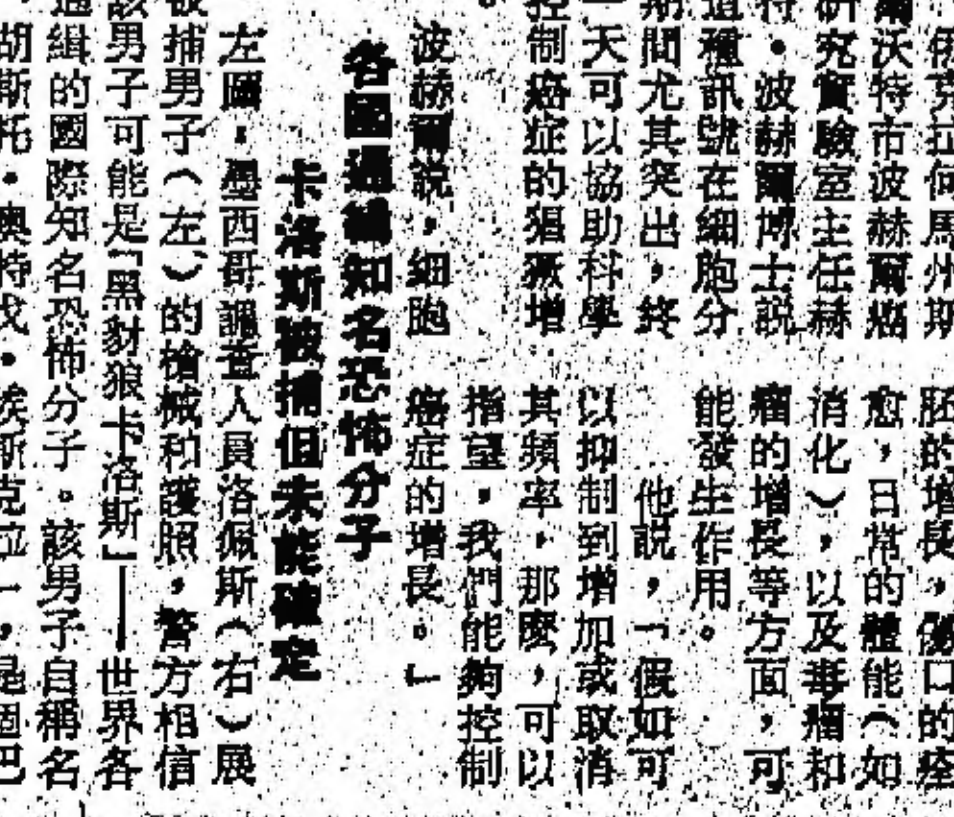 伊克拉何馬州斯
爾沃特市波赫爾癌
研究實驗室主任赫
特•波赫爾博士説
這種訊號在細胞分
期間尤其突出，終
一天可以協助科學
控制癌症的猖獗增
。
波赫爾説，細胞
胚的增長，傷口的痊
愈，日常的體能（如
消化），以及毒瘤和
瘤的增長等方面，可
能發生作用。
他説，「假如可
以抑制到增加或取消
其頻率，那麼，可以
指望，我們能夠控制
癌症的增長。」
各國通緝知名恐怖分子
卡洛斯被捕但未能確定
左圖：墨西哥調查人員洛佩斯（右）展
被捕男子（左）的槍械和護照，警方相信
該男子可能是「黑豺狼卡洛斯」——世界各
通緝的國際知名恐怖分子。該男子自稱名
胡斯托•奧特戈•斯克拉一，是個巴